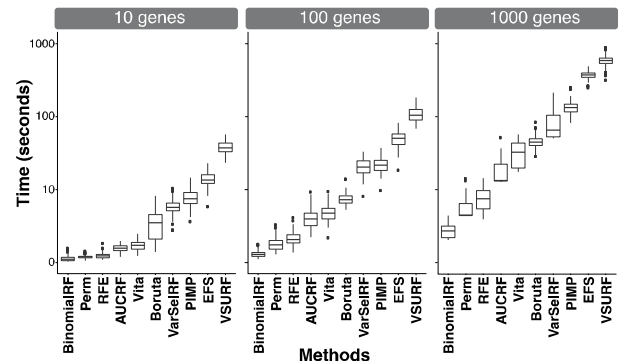 10 genes
100 genes
1000 genes
Time (seconds)
1000
100
10
0
BinomialRF
Perm
RFE
AUCRF
Vita
Boruta
VarSelRF
PIMP
EFS
VSURF
BinomialRF
Perm
RFE
AUCRF
Vita
Boruta
VarSelRF
PIMP
EFS
VSURF
BinomialRF
Perm
RFE
AUCRF
Vita
Boruta
VarSelRF
PIMP
EFS
VSURF
Methods